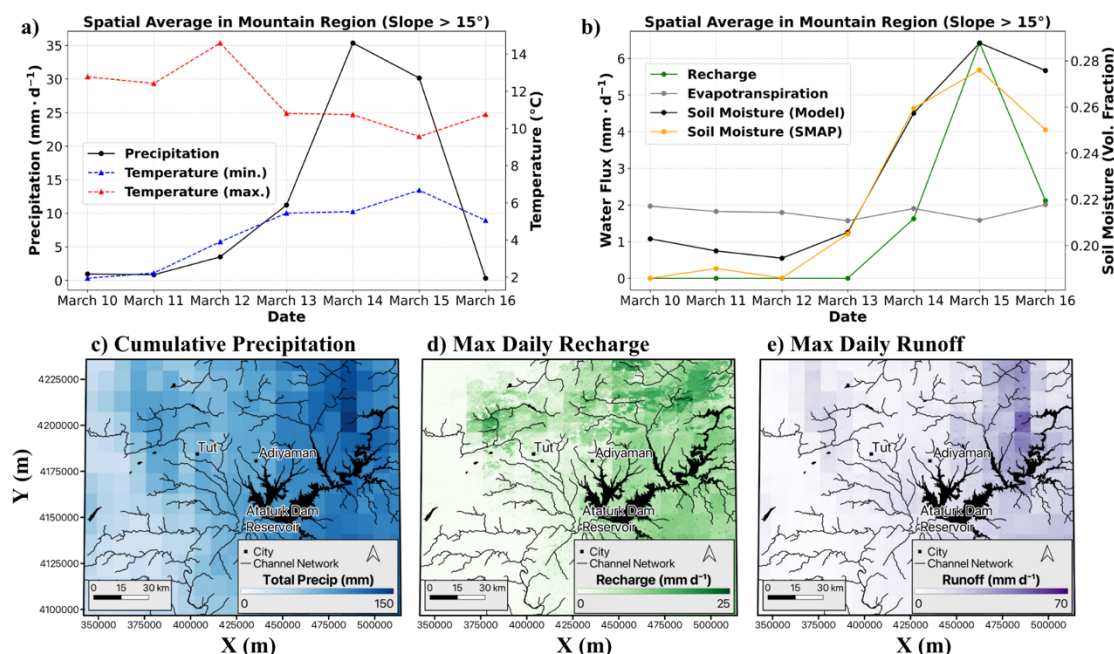 a) Spatial Average in Mountain Region (Slope > 15°)
Precipitation (mm · d⁻¹)
35
30
25
20
15
10
5
0
Precipitation
Temperature (min.)
Temperature (max.)
14
12
10
8
6
4
2
Temperature (°C)
March 10 March 11 March 12 March 13 March 14 March 15 March 16
Date
b) Spatial Average in Mountain Region (Slope > 15°)
Water Flux (mm · d⁻¹)
6
5
4
3
2
1
0
Recharge
Evapotranspiration
Soil Moisture (Model)
Soil Moisture (SMAP)
0.28
0.26
0.24
0.22
0.20
Soil Moisture (Vol. Fraction)
March 10 March 11 March 12 March 13 March 14 March 15 March 16
Date
c) Cumulative Precipitation
Y (m)
4225000
4200000
4175000
4150000
4125000
4100000
Tut
Adiyaman
Ataturk Dam
Reservoir
City
Channel Network
Total Precip (mm)
0 150
0 15 30 km
350000 375000 400000 425000 450000 475000 500000
X (m)
d) Max Daily Recharge
Tut
Adiyaman
Ataturk Dam
Reservoir
City
Channel Network
Recharge (mm d⁻¹)
0 25
0 15 30 km
350000 375000 400000 425000 450000 475000 500000
X (m)
e) Max Daily Runoff
Tut
Adiyaman
Ataturk Dam
Reservoir
City
Channel Network
Runoff (mm d⁻¹)
0 70
0 15 30 km
350000 375000 400000 425000 450000 475000 500000
X (m)